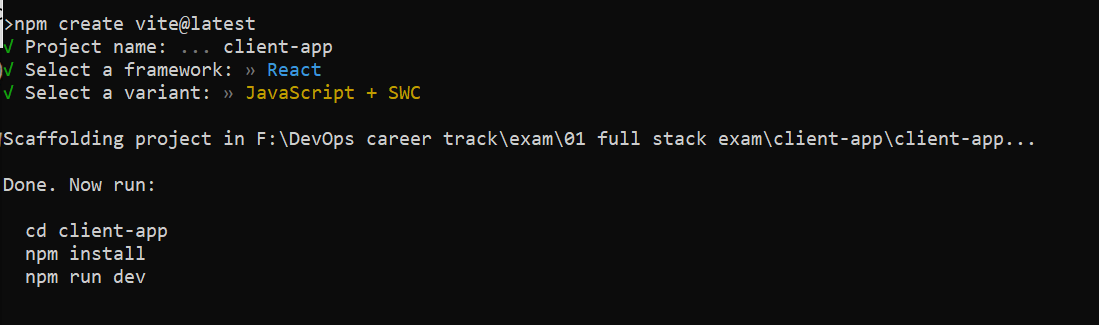 >npm create vite@latest
√ Project name: ... client-app
√ Select a framework: » React
√ Select a variant: » JavaScript + SWC
Scaffolding project in F:\DevOps career track\exam\01 full stack exam\client-app\client-app...
Done. Now run:
cd client-app
npm install
npm run dev